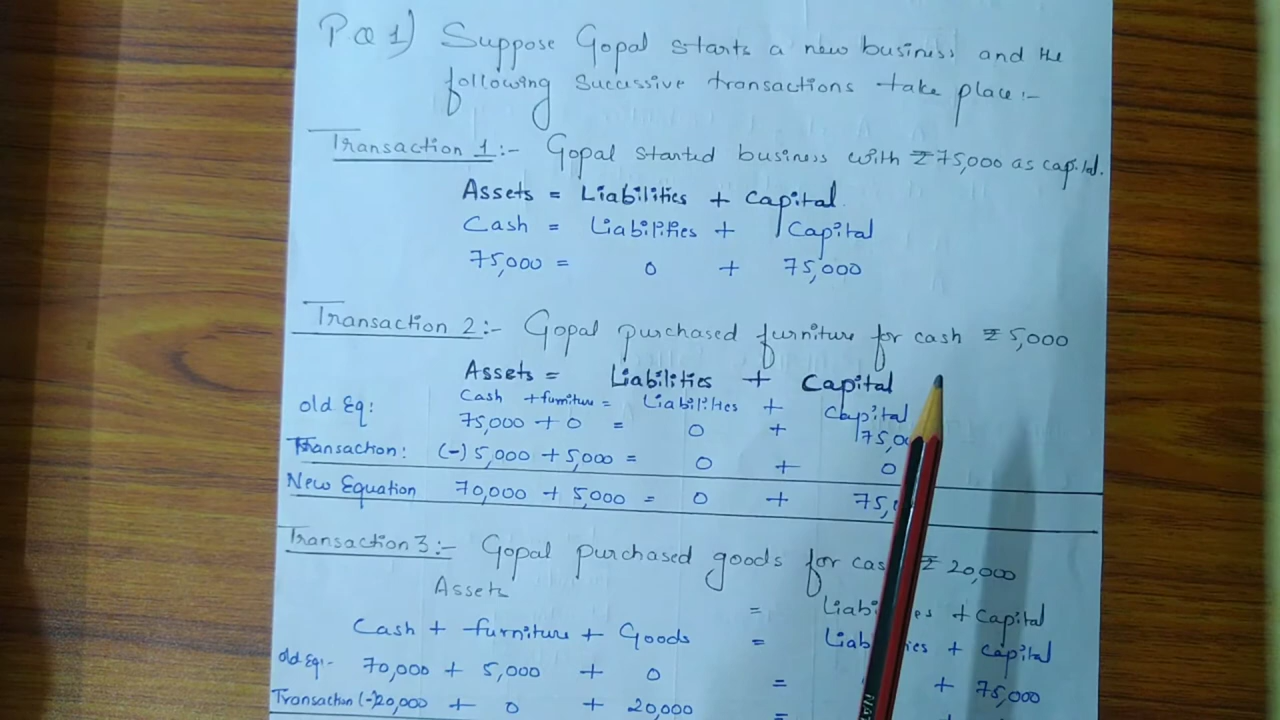 P Q 1) Suppose Gopal starts a new business and the
following successive transactions take place :-
Transaction 1 :- Gopal started business with ₹ 75,000 as capital.
Assets = Liabilities + Capital.
Cash = Liabilities + Capital
75,000 = 0 + 75,000
Transaction 2 :- Gopal purchased furniture for cash ₹ 5,000
Assets = Liabilities + Capital
Cash + furniture = Liabilities + Capital
old Eq: 75,000 + 0 = 0 +
Transaction: (-) 5,000 + 5,000 = 0 + 0
New Equation 70,000 + 5,000 = 0 +
Transaction 3 :- Gopal purchased goods for ₹ 20,000
Assets = + Capital
Cash + furniture + Goods = + Capital
old Eq:- 70,000 + 5,000 + 0 = + 75,000
Transaction (-)20,000 + 0 + 20,000 =